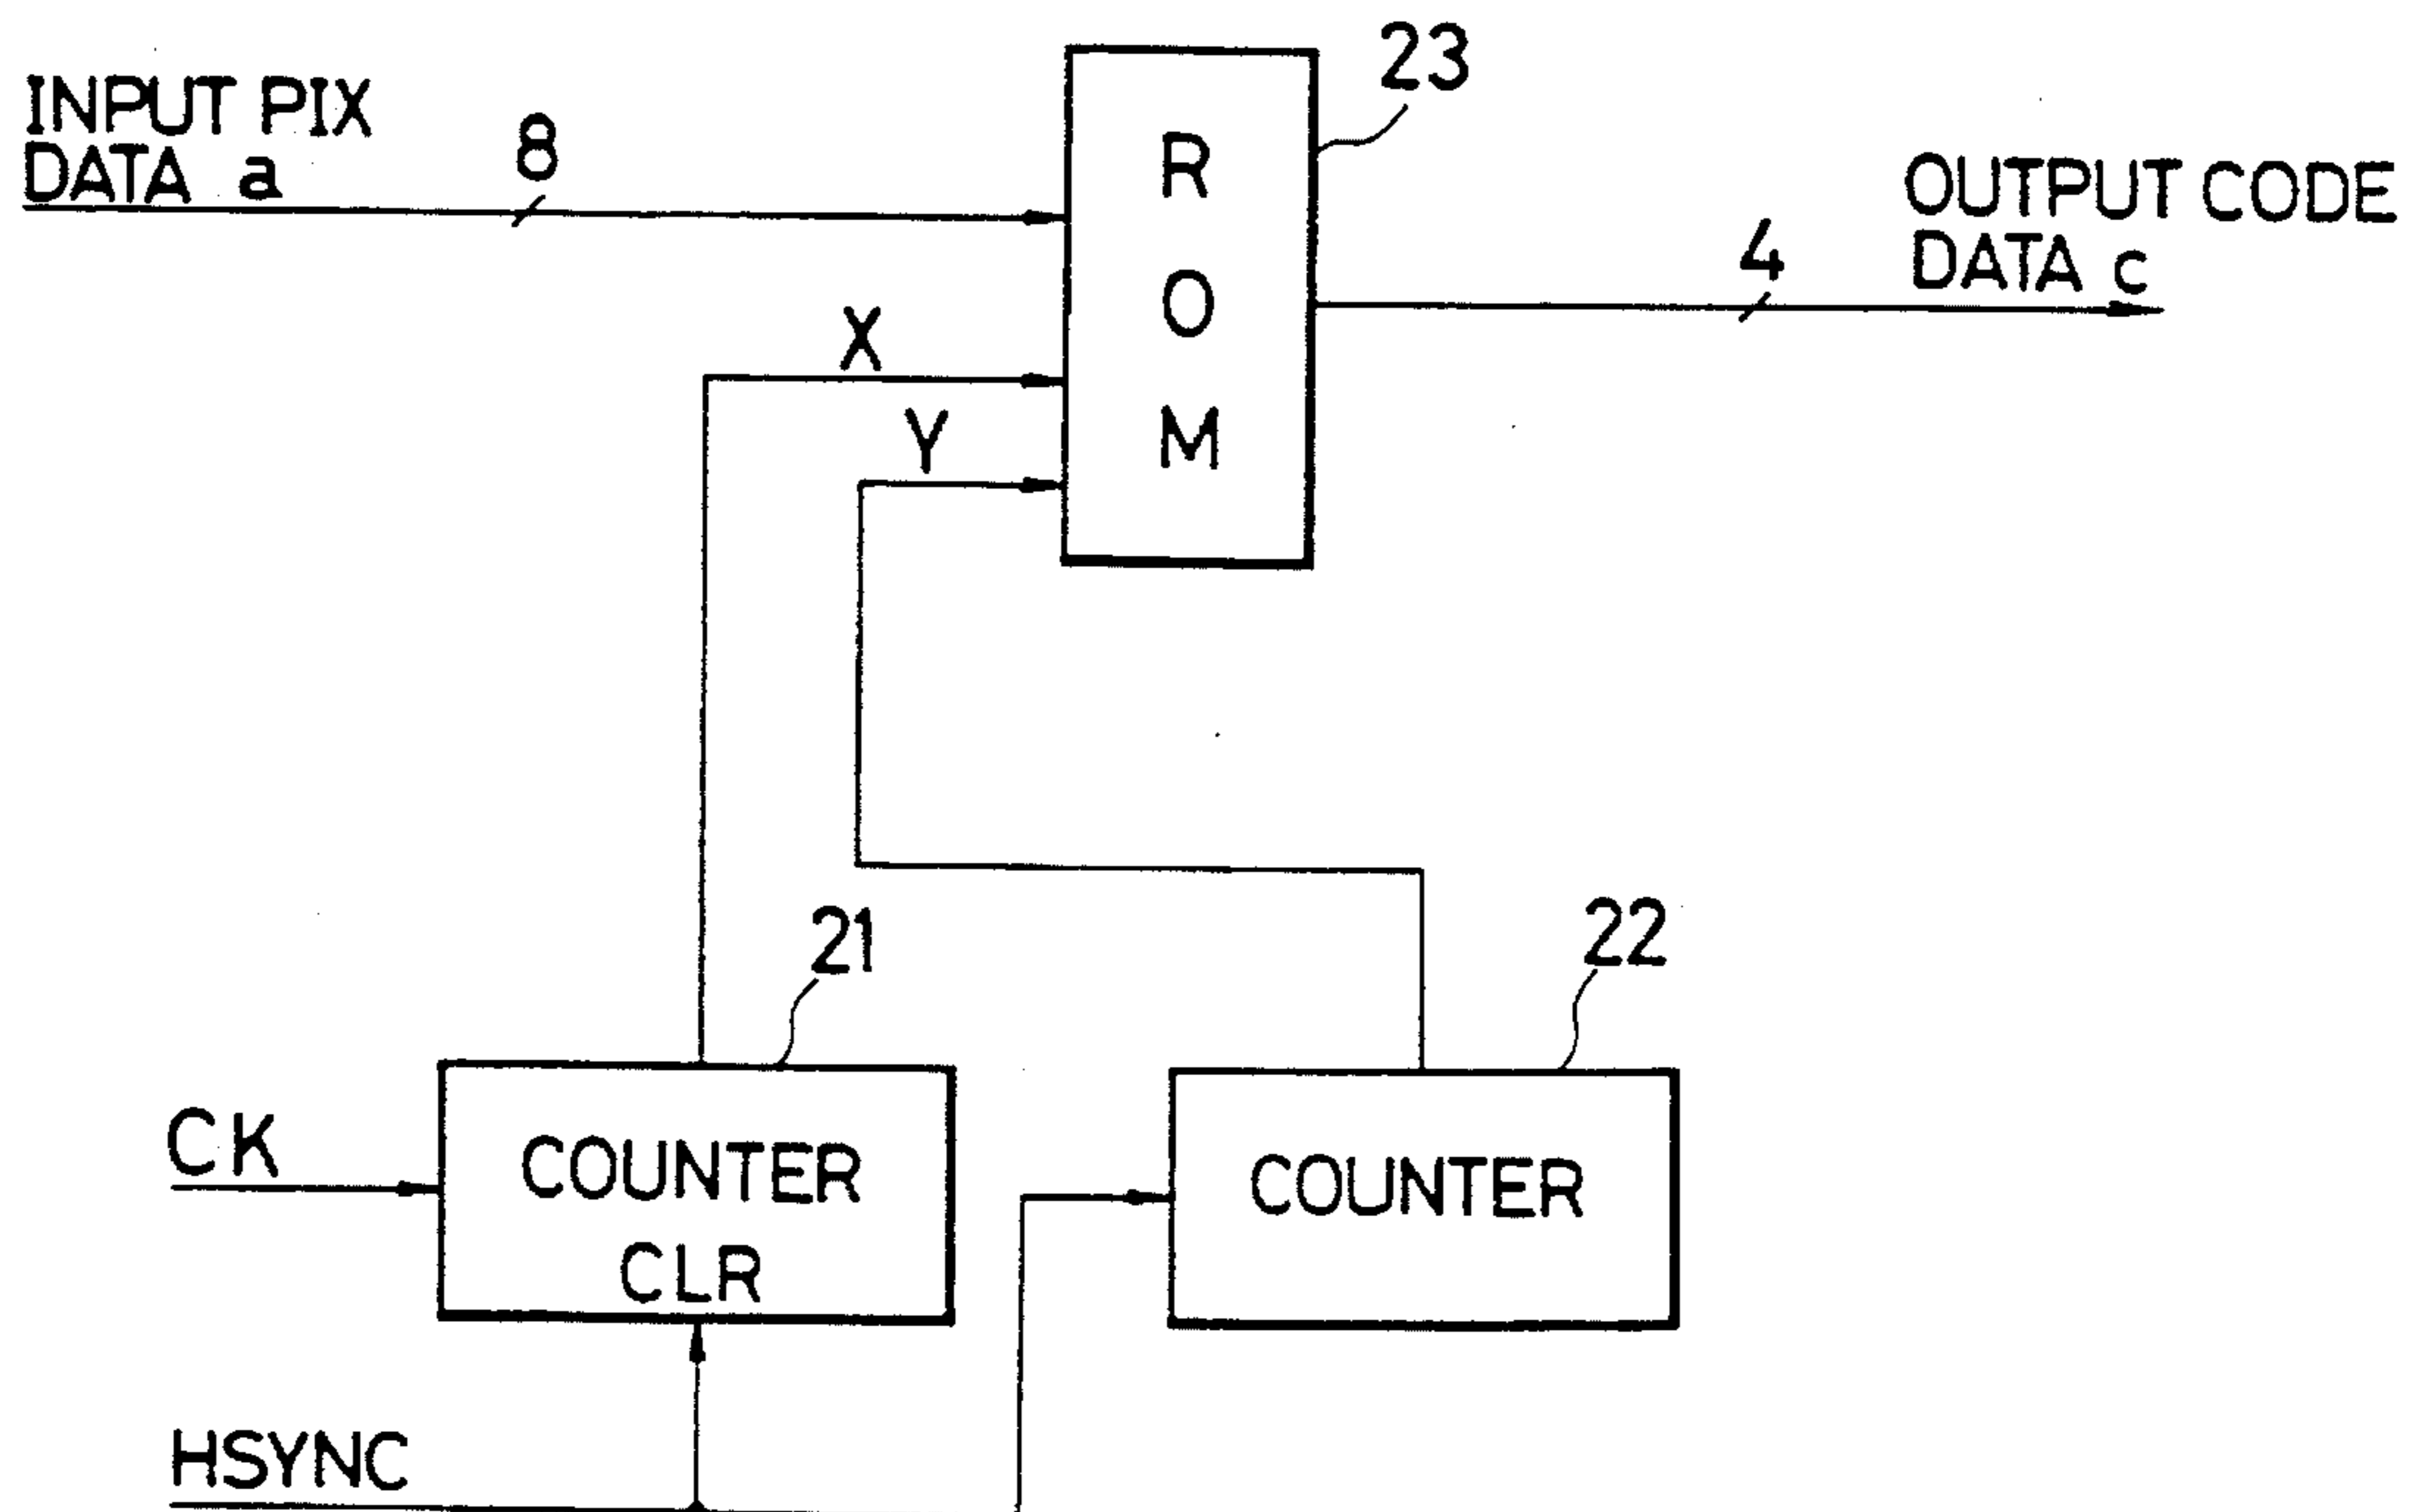 23
INPUT PIX
DATA a
8
R
O
M
OUTPUT CODE
DATA c
4
X
Y
21
22
CK
COUNTER
CLR
COUNTER
HSYNC